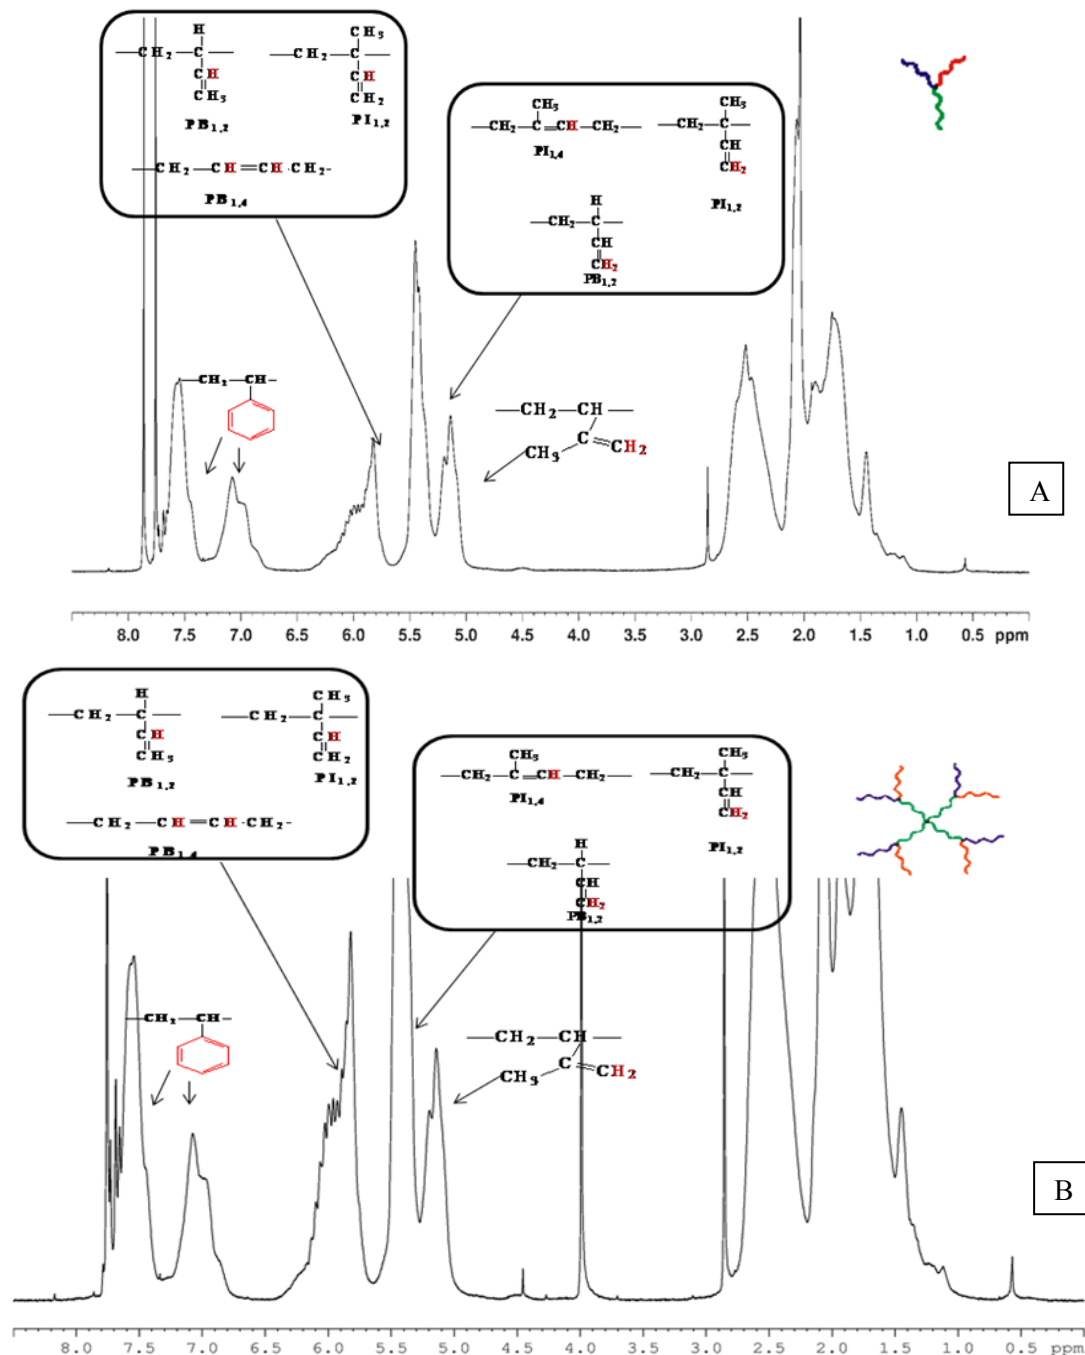 H
CH3
CH2 C
CH2 C
CH
CH
CH3
CH2
PB1,2
PI1,2
CH2 CH CH CH2
PB1,4
CH3
CH2 C CH CH2
PI1,4
CH3
CH2 C
CH
CH2
PI1,2
H
CH2 C
CH
CH2
PB1,2
CH2 CH
CH2 CH
C
CH3 CH2
A
8.0 7.5 7.0 6.5 6.0 5.5 5.0 4.5 4.0 3.5 3.0 2.5 2.0 1.5 1.0 0.5 ppm
H
CH3
CH2 C
CH2 C
CH
CH
CH3
CH2
PB1,2
PI1,2
CH2 CH CH CH2
PB1,4
CH3
CH2 C CH CH2
PI1,4
CH3
CH2 C
CH
CH2
PI1,2
H
CH2 C
CH
CH2
PB1,2
CH2 CH
CH2 CH
C
CH3 CH2
B
8.0 7.5 7.0 6.5 6.0 5.5 5.0 4.5 4.0 3.5 3.0 2.5 2.0 1.5 1.0 0.5 ppm